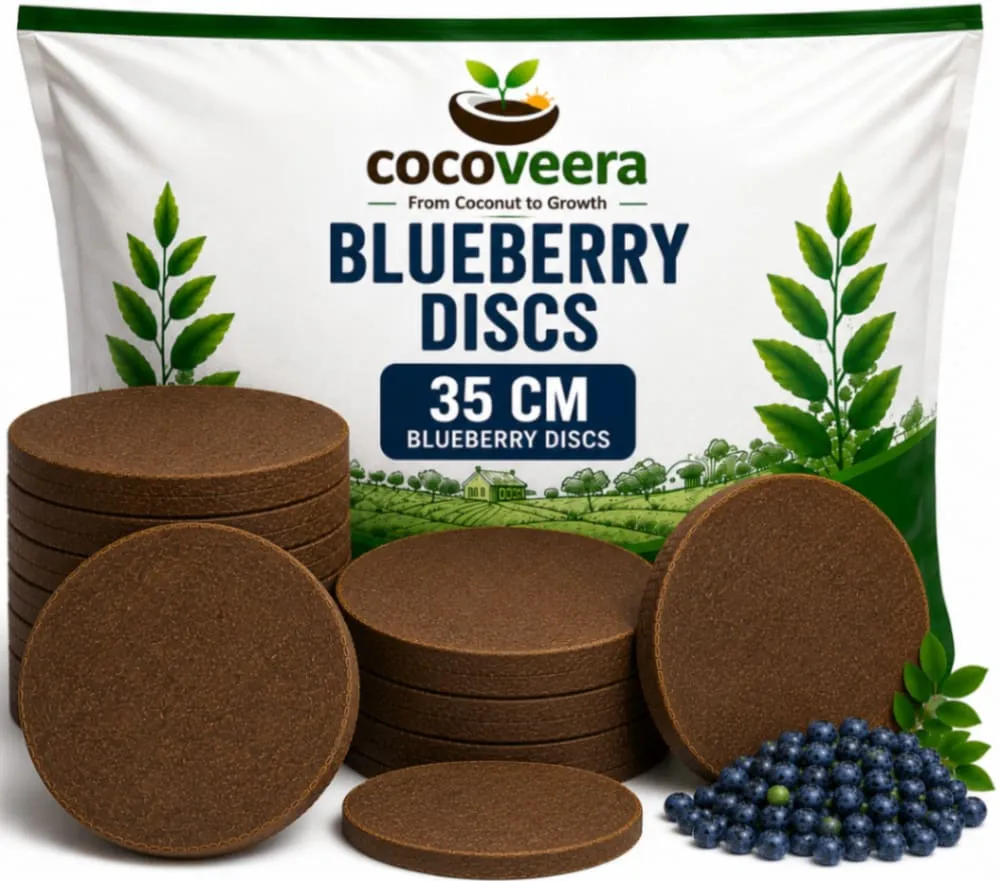 cocoveera
From Coconut to Growth
BLUEBERRY
DISCS
35 CM
BLUEBERRY DISCS